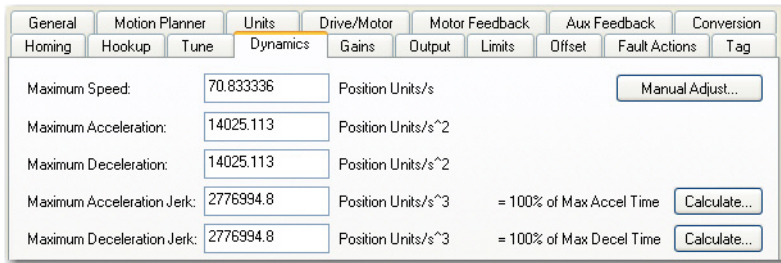 General Motion Planner Units Drive/Motor Motor Feedback Aux Feedback Conversion
Homing Hookup Tune Dynamics Gains Output Limits Offset Fault Actions Tag
Maximum Speed: 70.833336 Position Units/s Manual Adjust...
Maximum Acceleration: 14025.113 Position Units/s^2
Maximum Deceleration: 14025.113 Position Units/s^2
Maximum Acceleration Jerk: 2776994.8 Position Units/s^3 = 100% of Max Accel Time Calculate...
Maximum Deceleration Jerk: 2776994.8 Position Units/s^3 = 100% of Max Decel Time Calculate...